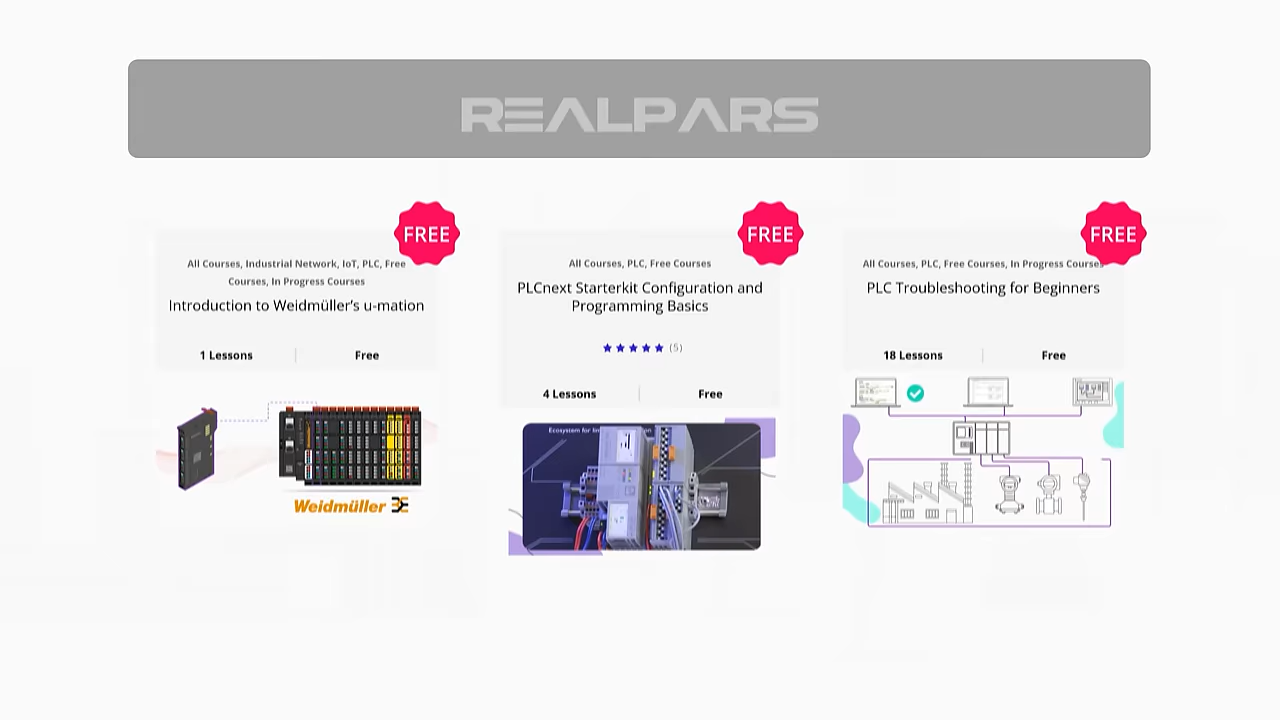 REALPARS
FREE
All Courses, Industrial Network, IoT, PLC, Free
Courses, In Progress Courses
Introduction to Weidmüller's u-mation
1 Lessons
Free
Weidmüller
FREE
All Courses, PLC, Free Courses
PLCnext Starterkit Configuration and
Programming Basics
(5)
4 Lessons
Free
Ecosystem for
FREE
All Courses, PLC, Free Courses, In Progress Courses
PLC Troubleshooting for Beginners
18 Lessons
Free